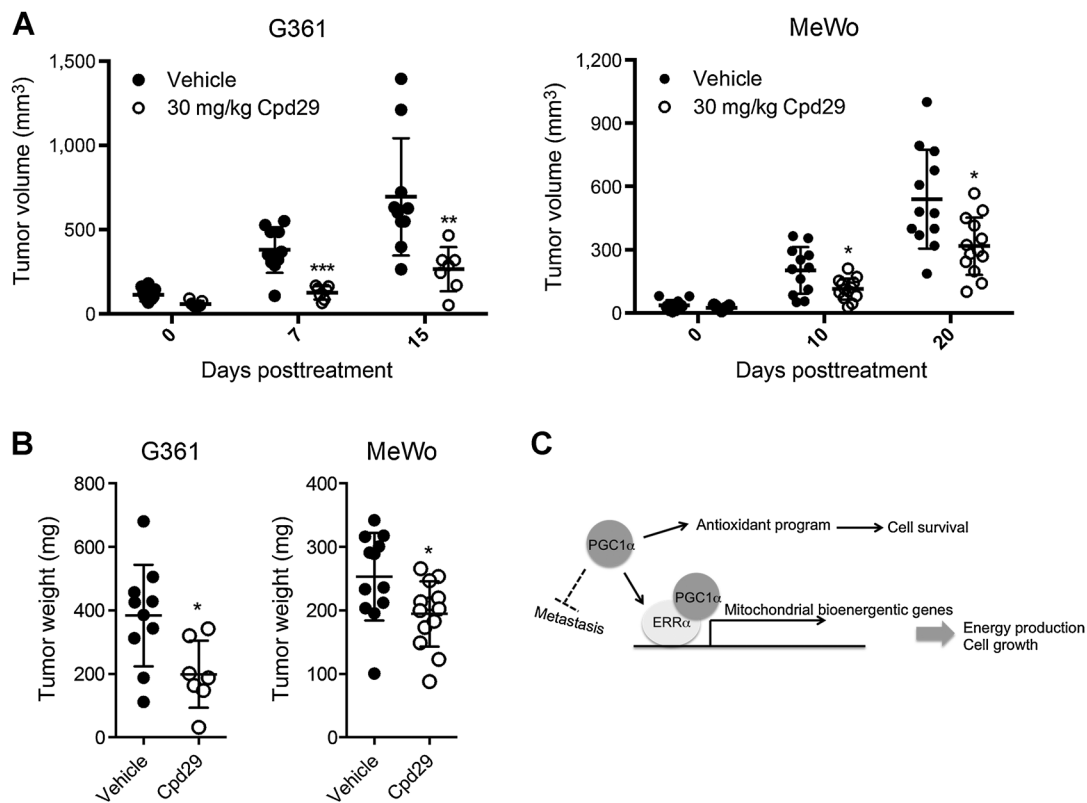 A
G361
1,500
1,000
500
0
Tumor volume (mm3)
Vehicle
30 mg/kg Cpd29
***
**
0
7
15
Days posttreatment
MeWo
1,200
900
600
300
0
Tumor volume (mm3)
Vehicle
30 mg/kg Cpd29
*
*
0
10
20
Days posttreatment
B
G361
800
600
400
200
0
Tumor weight (mg)
*
Vehicle
Cpd29
MeWo
400
300
200
100
0
Tumor weight (mg)
*
Vehicle
Cpd29
C
PGC1α
Antioxidant program
Cell survival
Metastasis
PGC1α
ERRα
Mitochondrial bioenergentic genes
Energy production
Cell growth